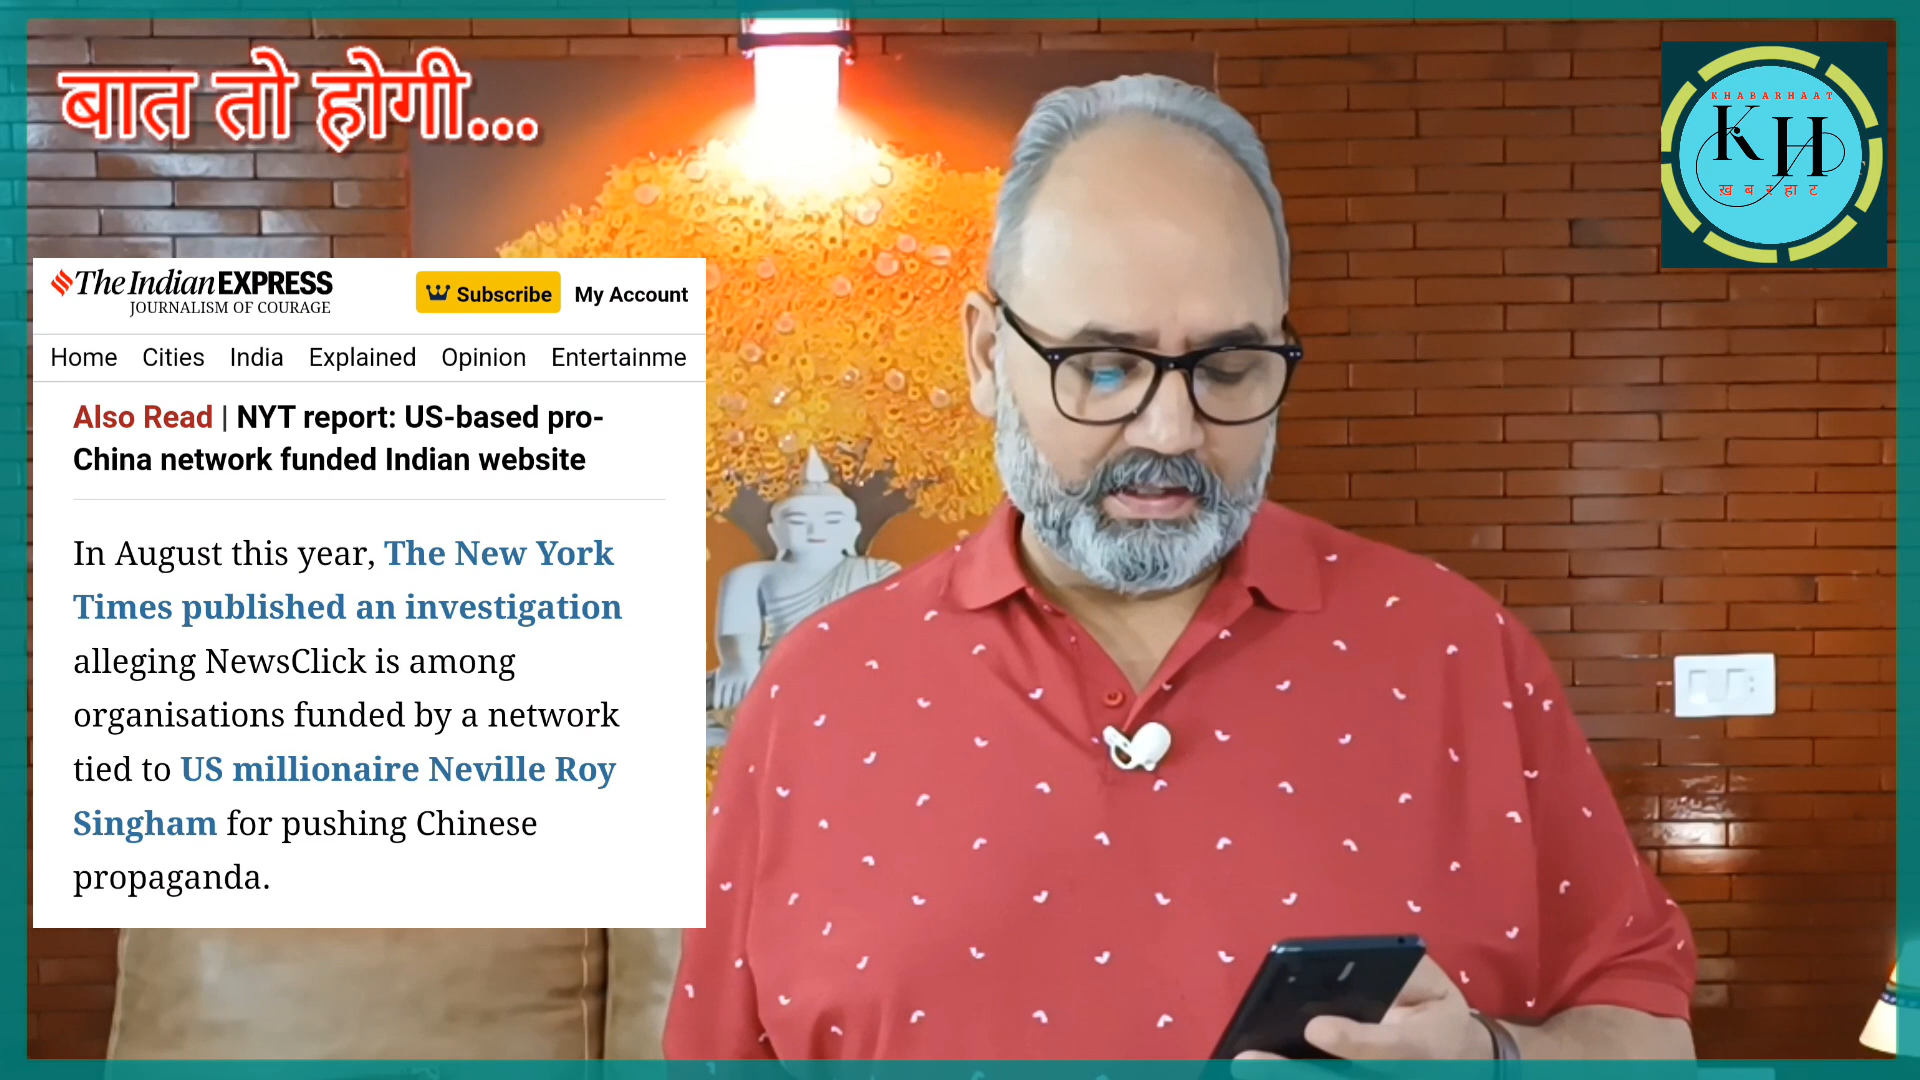 बात तो होगी...
KHABARHAAT
KH
ख़बरहाट
The Indian EXPRESS
JOURNALISM OF COURAGE
Subscribe My Account
Home Cities India Explained Opinion Entertainme
Also Read | NYT report: US-based pro-
China network funded Indian website
In August this year, The New York
Times published an investigation
alleging NewsClick is among
organisations funded by a network
tied to US millionaire Neville Roy
Singham for pushing Chinese
propaganda.